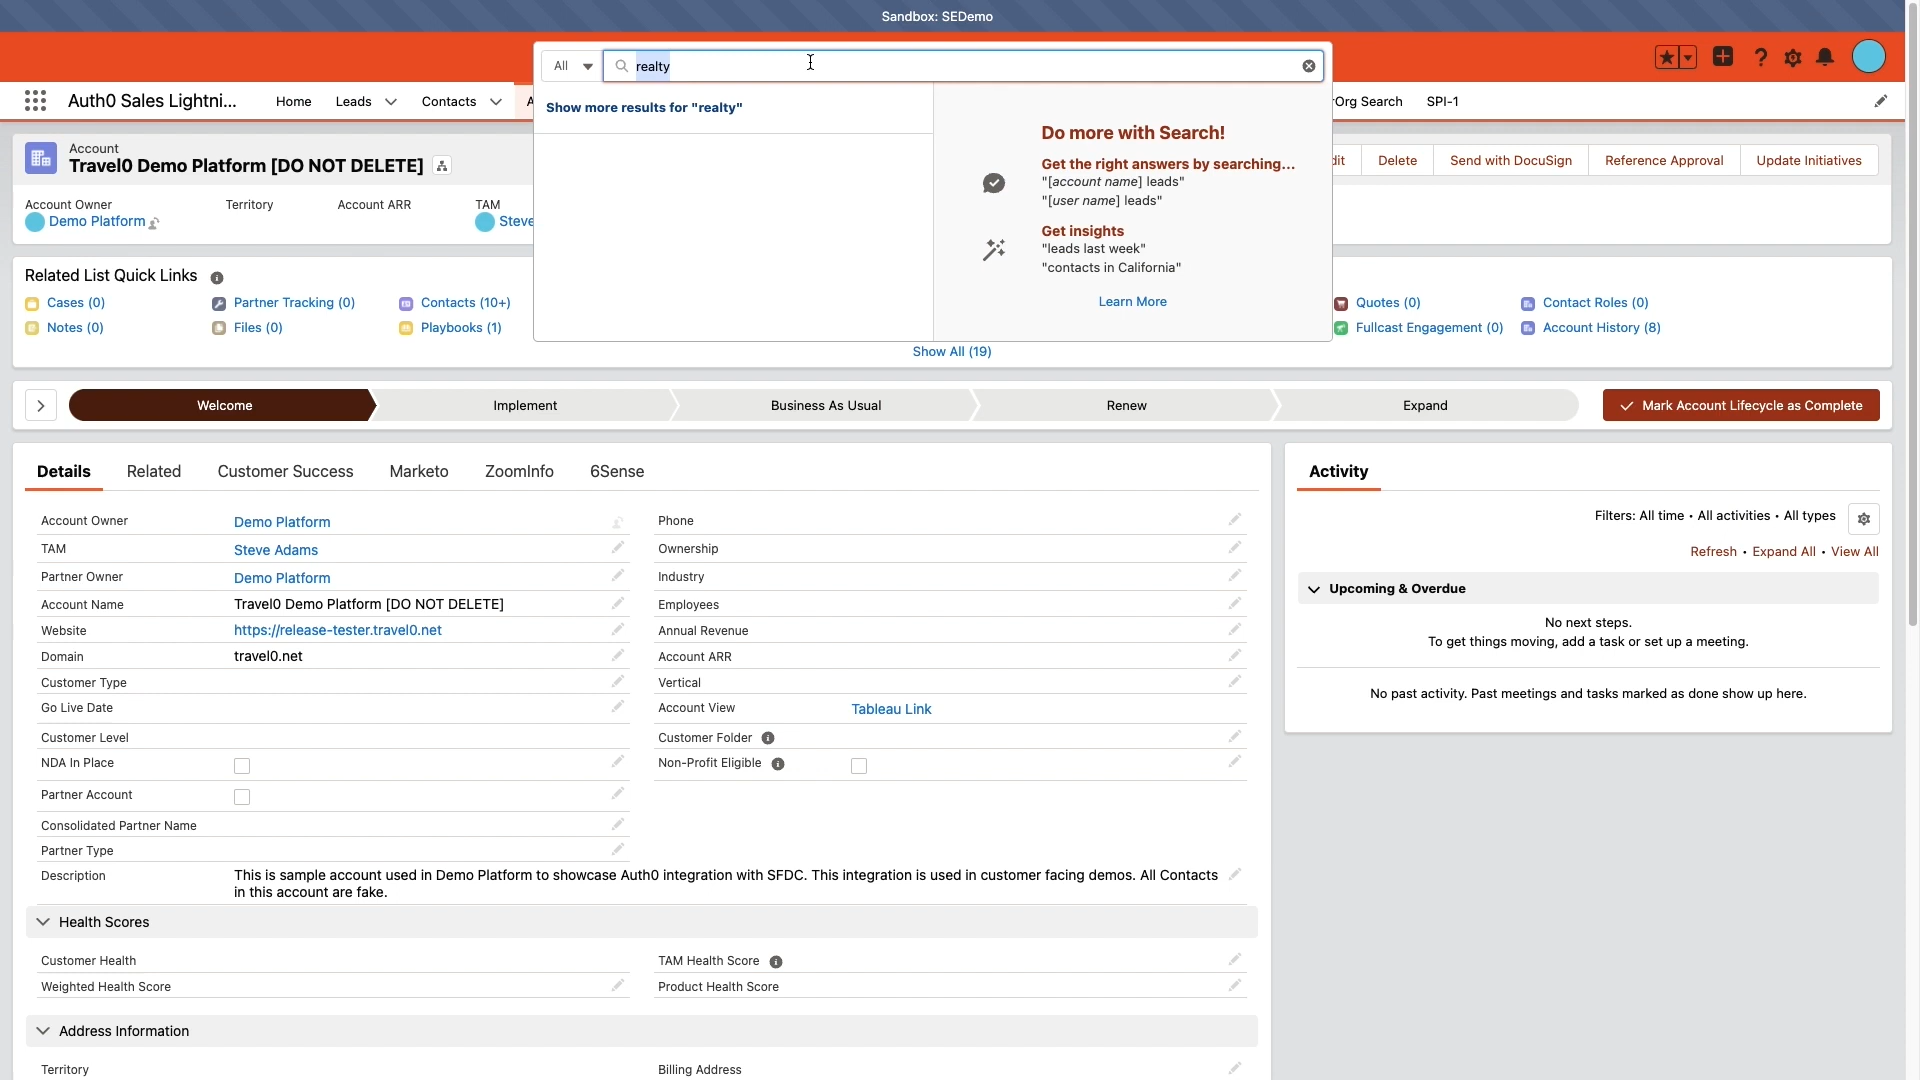 Sandbox: SEDemo
All
realty
Auth0 Sales Lightni...
Home
Leads
Contacts
A
Org Search
SPI-1
Show more results for "realty"
Do more with Search!
Get the right answers by searching...
"[account name] leads"
"[user name] leads"
Get insights
"leads last week"
"contacts in California"
Learn More
Account
Travel0 Demo Platform [DO NOT DELETE]
Delete
Send with DocuSign
Reference Approval
Update Initiatives
Account Owner
Territory
Account ARR
TAM
Demo Platform
Steve
Related List Quick Links
Cases (0)
Partner Tracking (0)
Contacts (10+)
Quotes (0)
Contact Roles (0)
Notes (0)
Files (0)
Playbooks (1)
Fullcast Engagement (0)
Account History (8)
Show All (19)
Welcome
Implement
Business As Usual
Renew
Expand
Mark Account Lifecycle as Complete
Details
Related
Customer Success
Marketo
ZoomInfo
6Sense
Account Owner Demo Platform
Phone
TAM Steve Adams
Ownership
Partner Owner Demo Platform
Industry
Account Name Travel0 Demo Platform [DO NOT DELETE]
Employees
Website https://release-tester.travel0.net
Annual Revenue
Domain travel0.net
Account ARR
Customer Type
Vertical
Go Live Date
Account View Tableau Link
Customer Level
Customer Folder
NDA In Place
Non-Profit Eligible
Partner Account
Consolidated Partner Name
Partner Type
Description This is sample account used in Demo Platform to showcase Auth0 integration with SFDC. This integration is used in customer facing demos. All Contacts
in this account are fake.
Health Scores
Customer Health
TAM Health Score
Weighted Health Score
Product Health Score
Address Information
Territory
Billing Address
Activity
Filters: All time • All activities • All types
Refresh • Expand All • View All
Upcoming & Overdue
No next steps.
To get things moving, add a task or set up a meeting.
No past activity. Past meetings and tasks marked as done show up here.